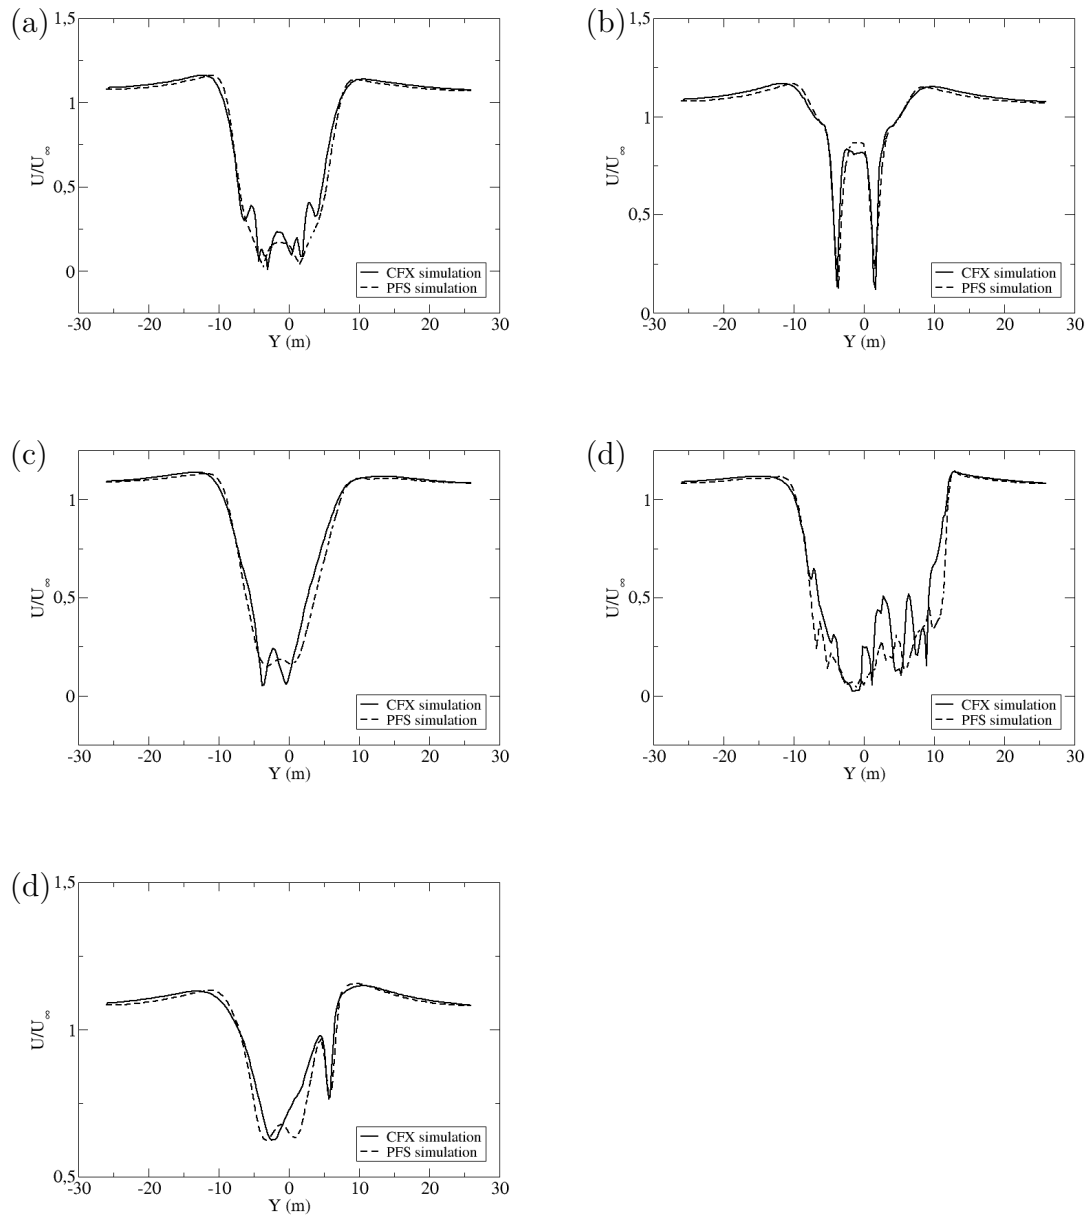 (a)
1,5
1
0,5
0
U/U∞
-30 -20 -10 0 10 20 30
Y (m)
CFX simulation
PFS simulation
(b)
1,5
1
0,5
0
U/U∞
-30 -20 -10 0 10 20 30
Y (m)
CFX simulation
PFS simulation
(c)
1
0,5
0
U/U∞
-30 -20 -10 0 10 20 30
Y (m)
CFX simulation
PFS simulation
(d)
1
0,5
0
U/U∞
-30 -20 -10 0 10 20 30
Y (m)
CFX simulation
PFS simulation
(d)
1,5
1
0,5
U/U∞
-30 -20 -10 0 10 20 30
Y (m)
CFX simulation
PFS simulation